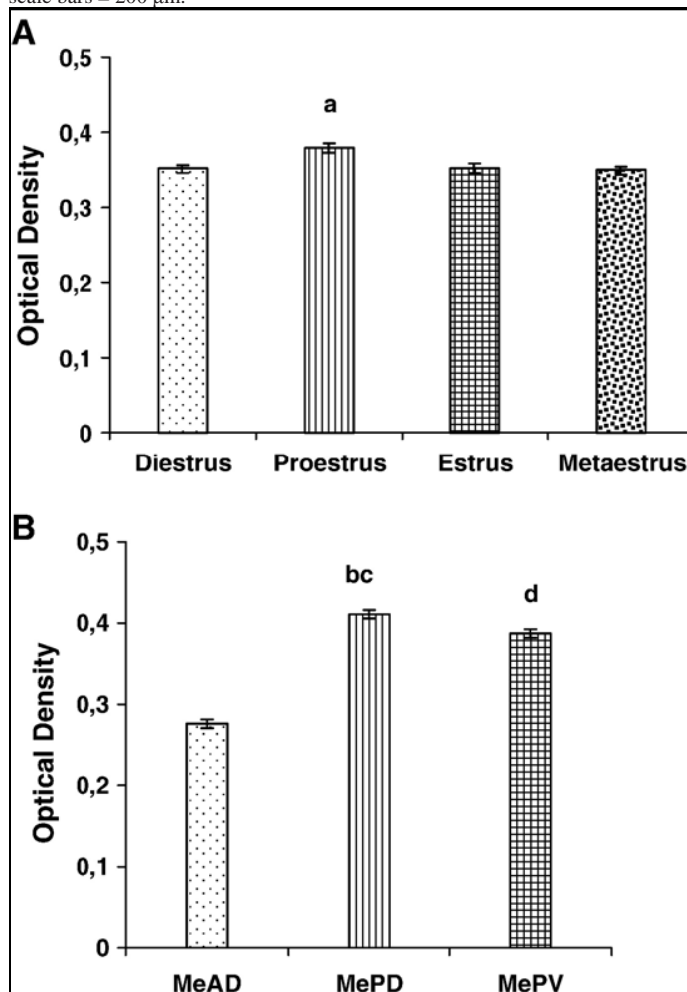 scale bars = 200 μm.
A
Optical Density
0,5
0,4
0,3
0,2
0,1
0
a
Diestrus Proestrus Estrus Metaestrus
B
Optical Density
0,5
0,4
0,3
0,2
0,1
0
bc
d
MeAD MePD MePV